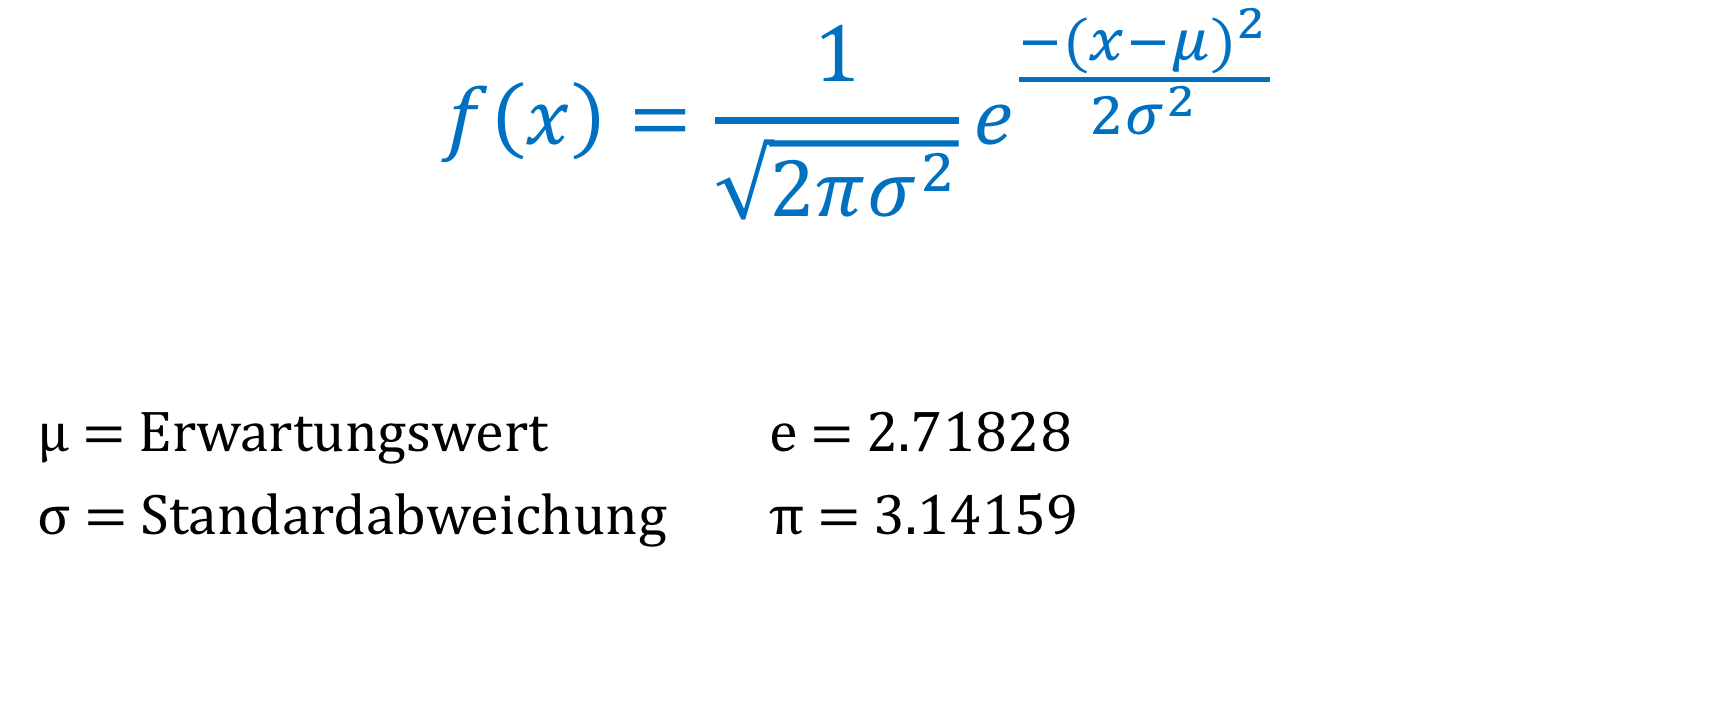 f(x) = 1/√(2πσ²) e^(−(x−μ)²/(2σ²))
μ = Erwartungswert e = 2.71828
σ = Standardabweichung π = 3.14159